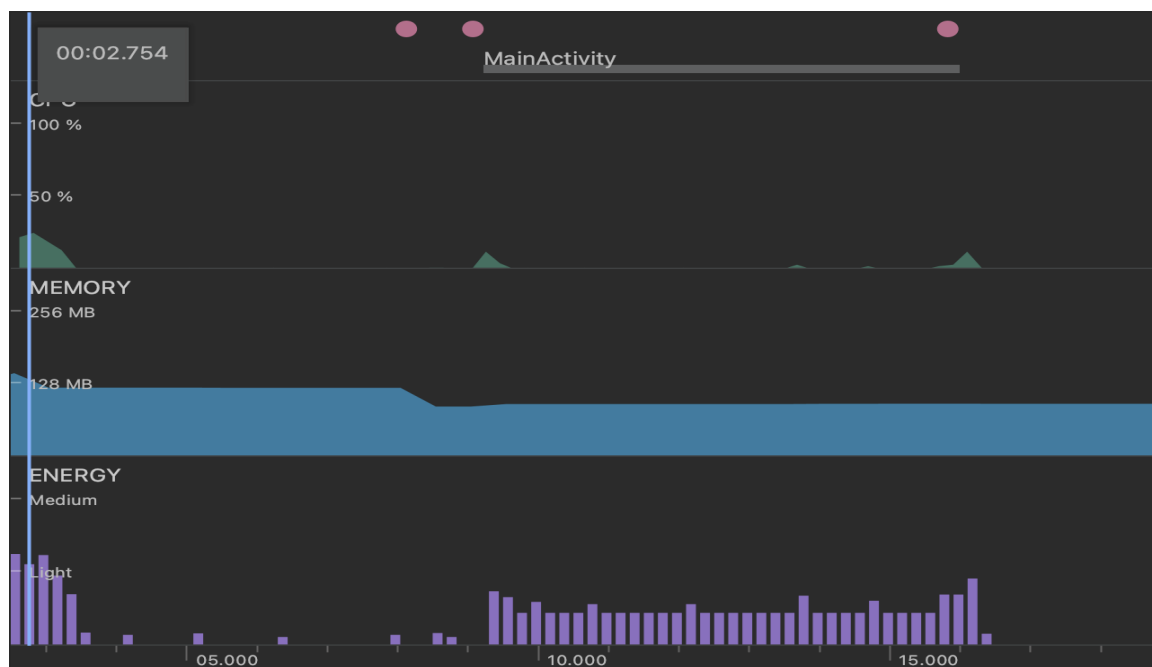 00:02.754
MainActivity
CPU
100 %
50 %
MEMORY
256 MB
128 MB
ENERGY
Medium
Light
05.000
10.000
15.000